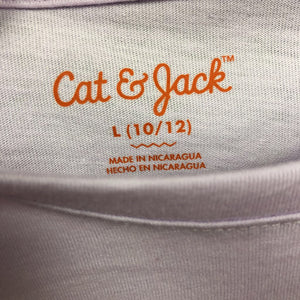 Cat & Jack™
L (10/12)
MADE IN NICARAGUA
HECHO EN NICARAGUA